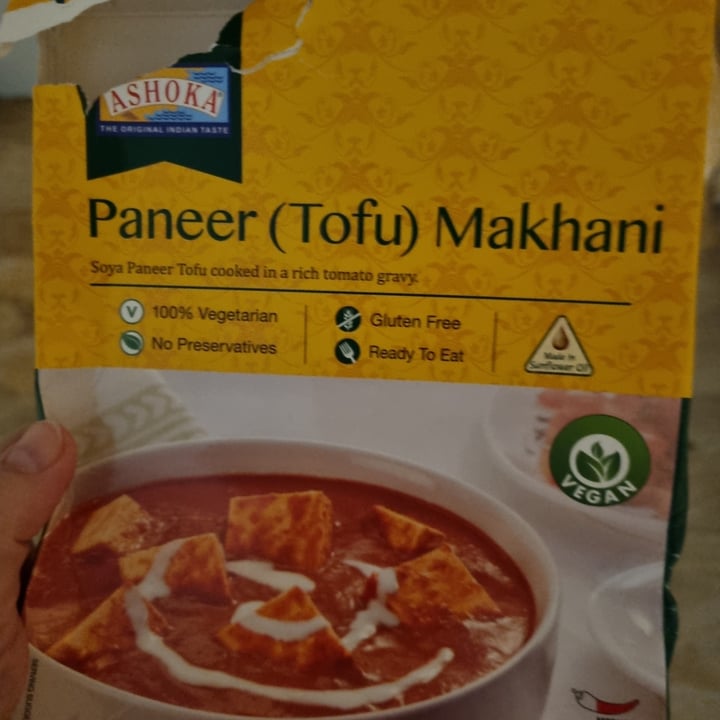 ASHOKA
THE ORIGINAL INDIAN TASTE
Paneer (Tofu) Makhani
Soya Paneer Tofu cooked in a rich tomato gravy.
V 100% Vegetarian
No Preservatives
Gluten Free
Ready To Eat
Made in
Sunflower Oil
VEGAN